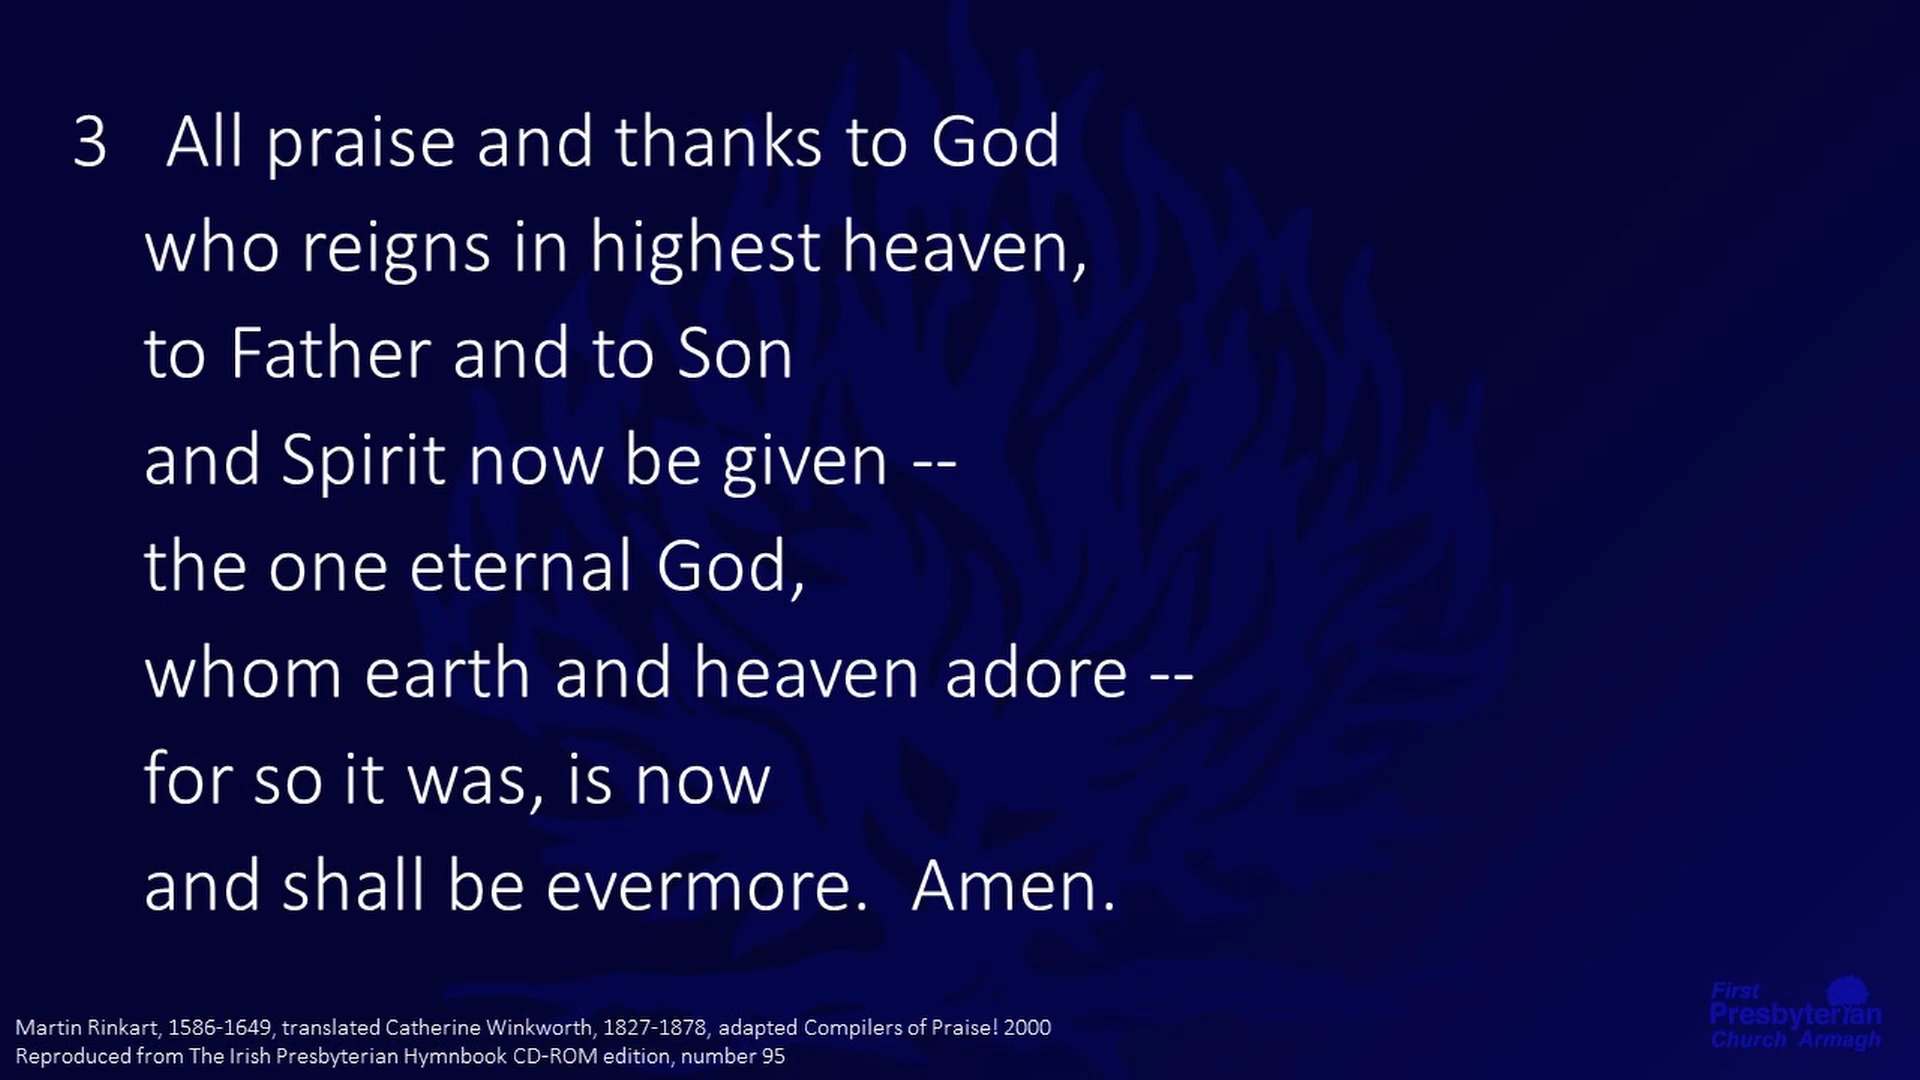 3 All praise and thanks to God
who reigns in highest heaven,
to Father and to Son
and Spirit now be given --
the one eternal God,
whom earth and heaven adore --
for so it was, is now
and shall be evermore. Amen.
Martin Rinkart, 1586-1649, translated Catherine Winkworth, 1827-1878, adapted Compilers of Praise! 2000
Reproduced from The Irish Presbyterian Hymnbook CD-ROM edition, number 95
First
Presbyterian
Church Armagh